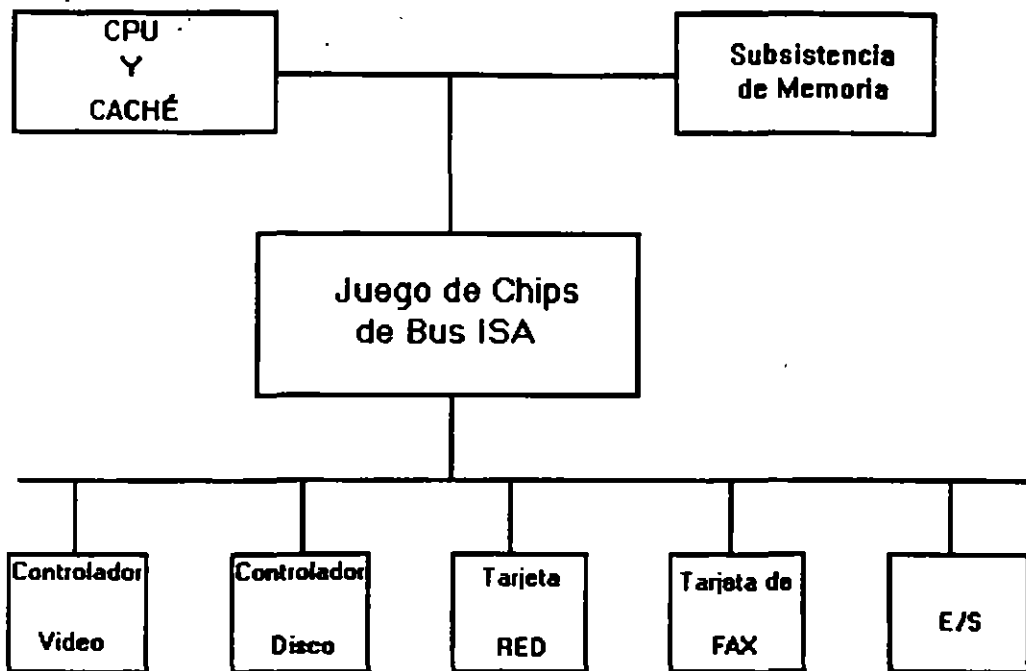 CPU
Y
CACHÉ
Subsistencia
de Memoria
Juego de Chips
de Bus ISA
Controlador
Video
Controlador
Disco
Tarjeta
RED
Tarjeta de
FAX
E/S